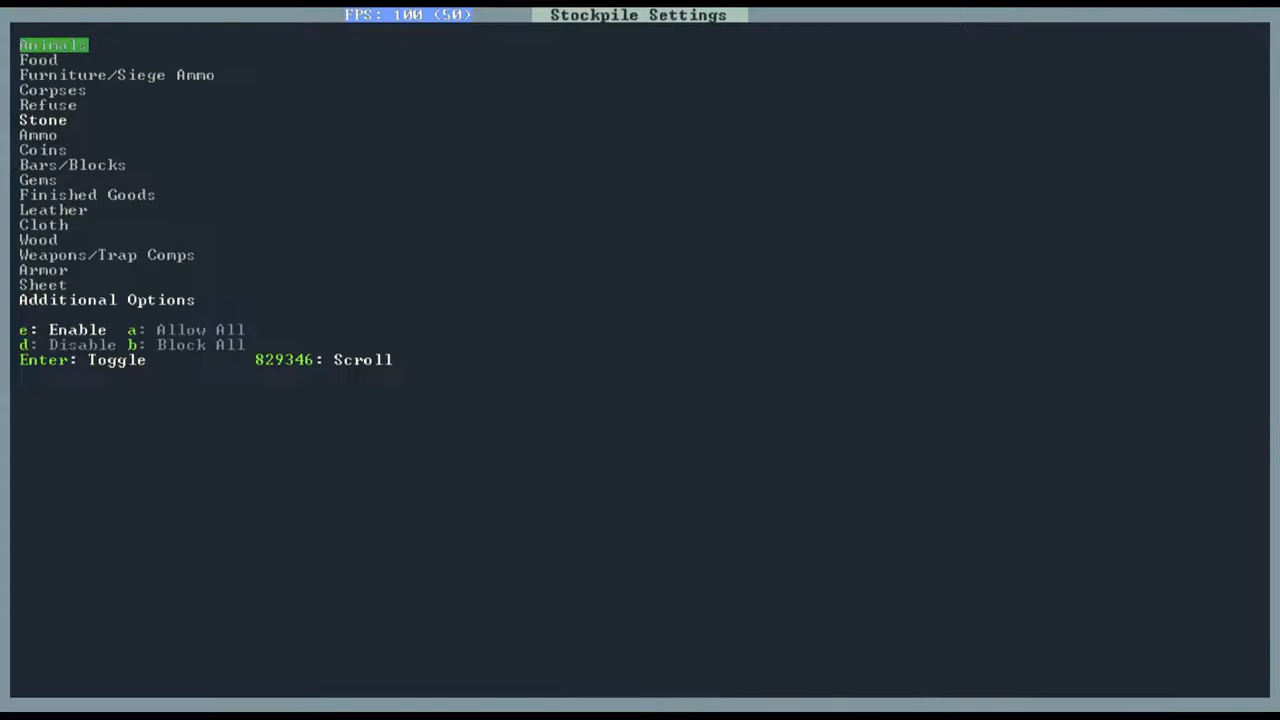 FPS: 100 (50) Stockpile Settings
Animals
Food
Furniture/Siege Ammo
Corpses
Refuse
Stone
Ammo
Coins
Bars/Blocks
Gems
Finished Goods
Leather
Cloth
Wood
Weapons/Trap Comps
Armor
Sheet
Additional Options
e: Enable a: Allow All
d: Disable b: Block All
Enter: Toggle 829346: Scroll